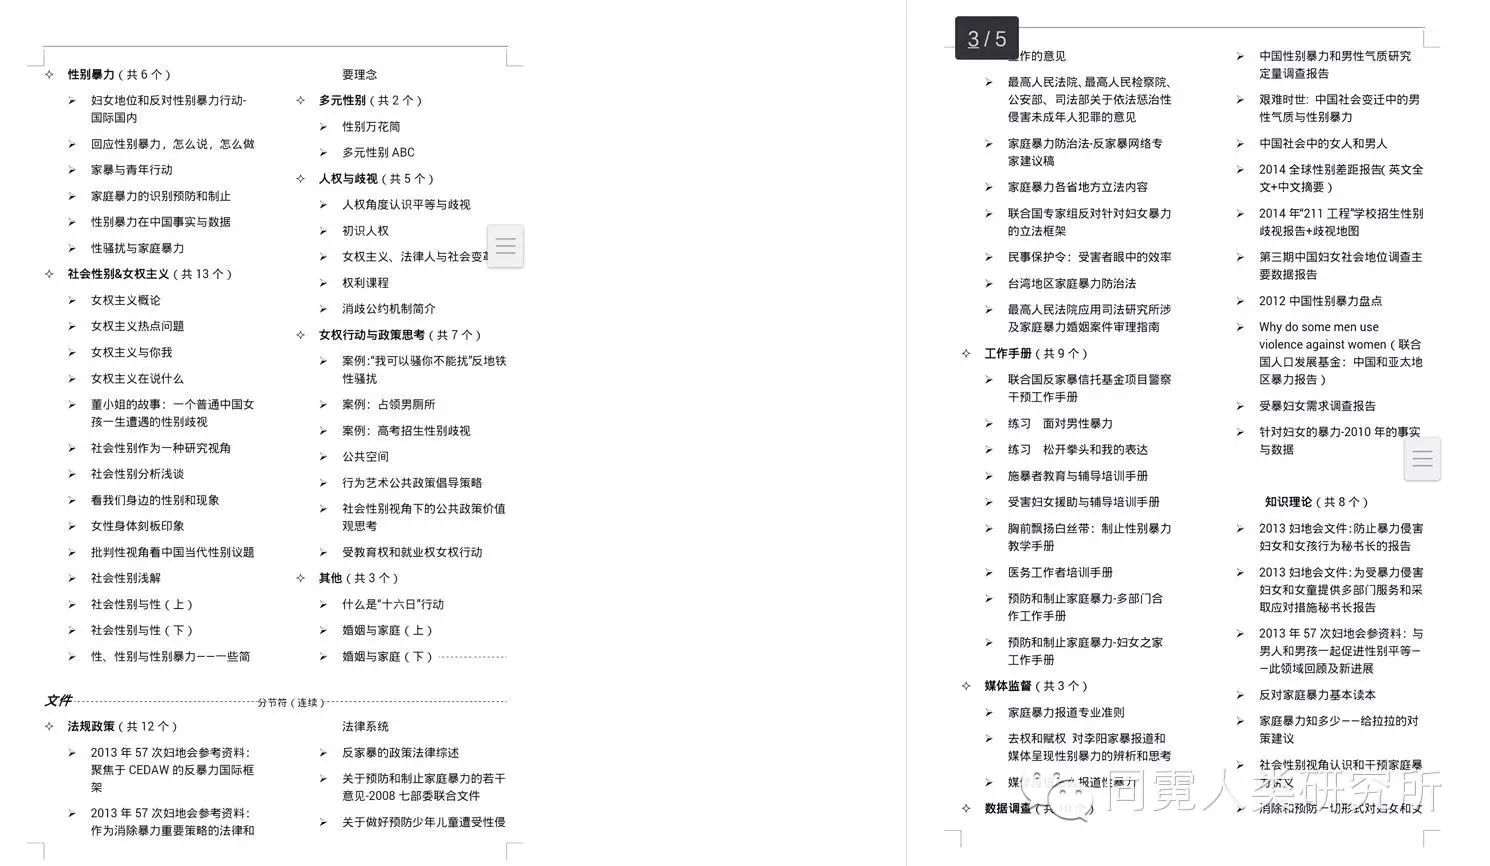 性别暴力（共 6 个）
妇女地位和反对性别暴力行动-
国际国内
回应性别暴力，怎么说，怎么做
家暴与青年行动
家庭暴力的识别预防和制止
性别暴力在中国事实与数据
性骚扰与家庭暴力
社会性别&女权主义（共 13 个）
女权主义概论
女权主义热点问题
女权主义与你我
女权主义在说什么
董小姐的故事：一个普通中国女
孩一生遭遇的性别歧视
社会性别作为一种研究视角
社会性别分析浅谈
看我们身边的性别和现象
女性身体刻板印象
批判性视角看中国当代性别议题
社会性别浅解
社会性别与性（上）
社会性别与性（下）
性、性别与性别暴力——一些简
要理念
多元性别（共 2 个）
性别万花筒
多元性别 ABC
人权与歧视（共 5 个）
人权角度认识平等与歧视
初识人权
女权主义、法律人与社会变革
权利课程
消歧公约机制简介
女权行动与政策思考（共 7 个）
案例：“我可以骚你不能扰”反地铁
性骚扰
案例：占领男厕所
案例：高考招生性别歧视
公共空间
行为艺术公共政策倡导策略
社会性别视角下的公共政策价值
观思考
受教育权和就业权女权行动
其他（共 3 个）
什么是“十六日”行动
婚姻与家庭（上）
婚姻与家庭（下）
文件
分节符（连续）
法规政策（共 12 个）
2013 年 57 次妇地会参考资料：
聚焦于 CEDAW 的反暴力国际框
架
2013 年 57 次妇地会参考资料：
作为消除暴力重要策略的法律和
法律系统
反家暴的政策法律综述
关于预防和制止家庭暴力的若干
意见-2008 七部委联合文件
关于做好预防少年儿童遭受性侵
3 / 5
工作的意见
最高人民法院、最高人民检察院、
公安部、司法部关于依法惩治性
侵害未成年人犯罪的意见
家庭暴力防治法-反家暴网络专
家建议稿
家庭暴力各省地方立法内容
联合国专家组反对针对妇女暴力
的立法框架
民事保护令：受害者眼中的效率
台湾地区家庭暴力防治法
最高人民法院应用司法研究所涉
及家庭暴力婚姻案件审理指南
工作手册（共 9 个）
联合国反家暴信托基金项目警察
干预工作手册
练习　面对男性暴力
练习　松开拳头和我的表达
施暴者教育与辅导培训手册
受害妇女援助与辅导培训手册
胸前飘扬白丝带：制止性别暴力
教学手册
医务工作者培训手册
预防和制止家庭暴力-多部门合
作工作手册
预防和制止家庭暴力-妇女之家
工作手册
媒体监督（共 3 个）
家庭暴力报道专业准则
去权和赋权 对李阳家暴报道和
媒体呈现性别暴力的辨析和思考
媒体 报道性暴力
数据调查（共 10 个）
中国性别暴力和男性气质研究
定量调查报告
艰难时世：中国社会变迁中的男
性气质与性别暴力
中国社会中的女人和男人
2014 全球性别差距报告（英文全
文+中文摘要）
2014 年“211 工程”学校招生性别
歧视报告+歧视地图
第三期中国妇女社会地位调查主
要数据报告
2012 中国性别暴力盘点
Why do some men use
violence against women（联合
国人口发展基金：中国和亚太地
区暴力报告）
受暴妇女需求调查报告
针对妇女的暴力-2010 年的事实
与数据
知识理论（共 8 个）
2013 妇地会文件：防止暴力侵害
妇女和女孩行为秘书长的报告
2013 妇地会文件：为受暴力侵害
妇女和女童提供多部门服务和采
取应对措施秘书长报告
2013 年 57 次妇地会参资料：与
男人和男孩一起促进性别平等—
—此领域回顾及新进展
反对家庭暴力基本读本
家庭暴力知多少——给拉拉的对
策建议
社会性别视角认识和干预家庭暴
消除和预防一切形式对妇女和女
同霓人类研究所